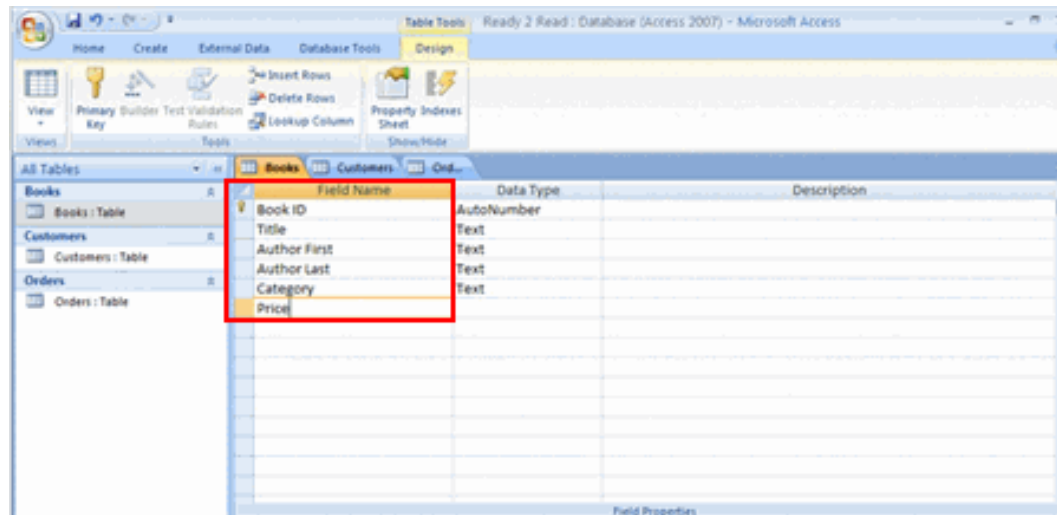 Table Tools Ready 2 Read : Database (Access 2007) - Microsoft Access
Home Create External Data Database Tools Design
View Primary Key Builder Test Validation Rules Insert Rows Delete Rows Lookup Column Property Sheet Indexes
Views Tools Show/Hide
All Tables Books Customers Ord...
Books
Books : Table
Customers
Customers : Table
Orders
Orders : Table
Field Name Data Type Description
Book ID AutoNumber
Title Text
Author First Text
Author Last Text
Category Text
Price
Field Properties